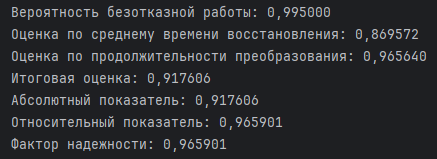 Вероятность безотказной работы: 0,995000
Оценка по среднему времени восстановления: 0,869572
Оценка по продолжительности преобразования: 0,965640
Итоговая оценка: 0,917606
Абсолютный показатель: 0,917606
Относительный показатель: 0,965901
Фактор надежности: 0,965901